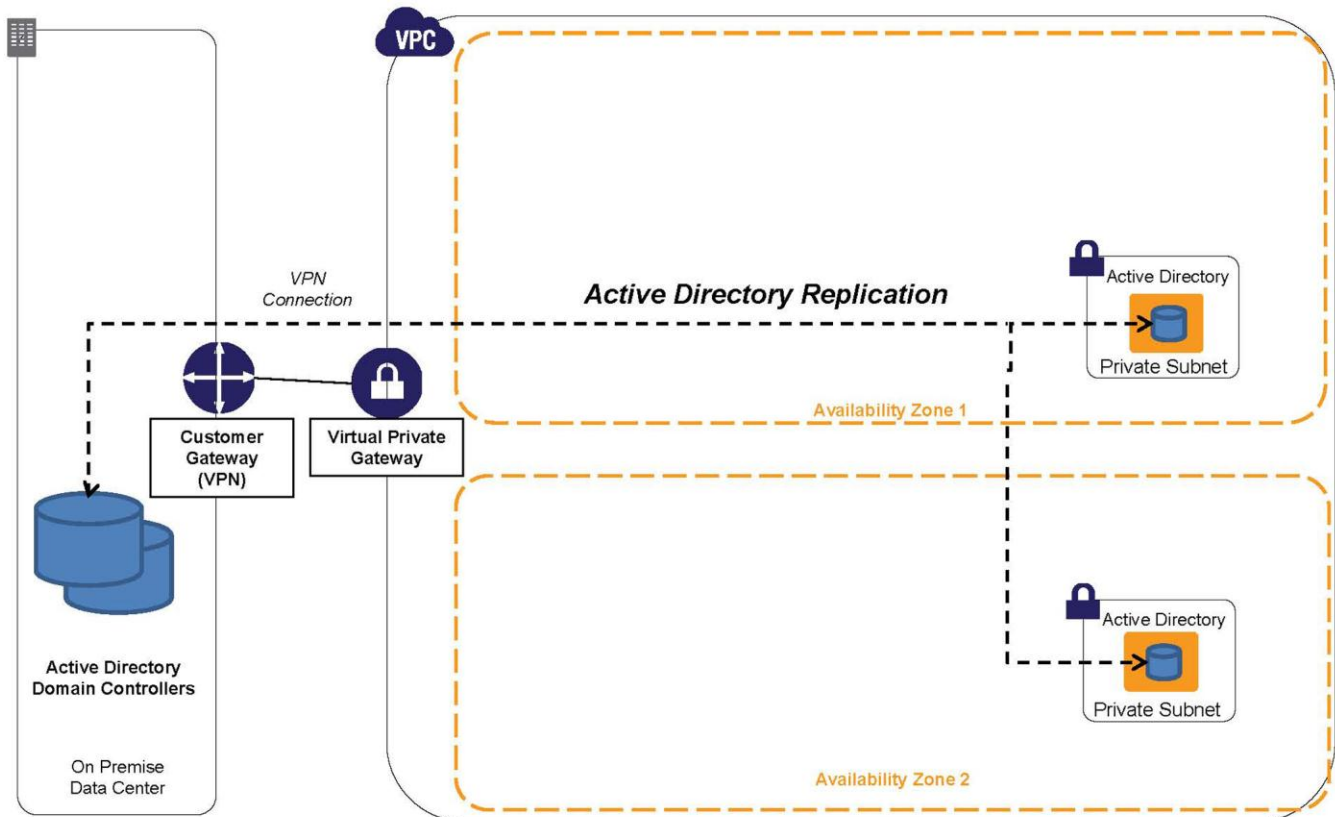 VPC
VPN
Connection
Active Directory Replication
Active Directory
Private Subnet
Availability Zone 1
Customer
Gateway
(VPN)
Virtual Private
Gateway
Active Directory
Domain Controllers
Active Directory
Private Subnet
On Premise
Data Center
Availability Zone 2